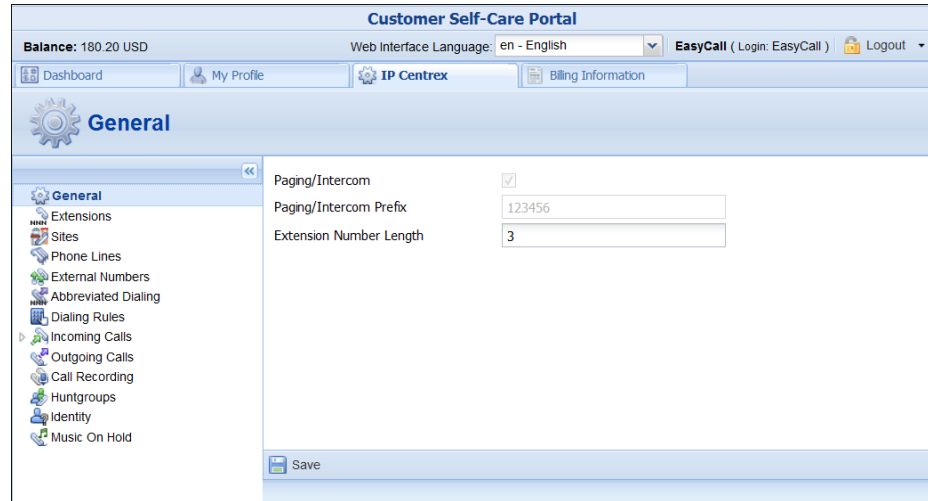 Customer Self-Care Portal
Balance: 180.20 USD Web Interface Language: en - English EasyCall ( Login: EasyCall ) Logout
Dashboard My Profile IP Centrex Billing Information
General
General
Extensions
Sites
Phone Lines
External Numbers
Abbreviated Dialing
Dialing Rules
Incoming Calls
Outgoing Calls
Call Recording
Huntgroups
Identity
Music On Hold
Paging/Intercom
Paging/Intercom Prefix 123456
Extension Number Length 3
Save